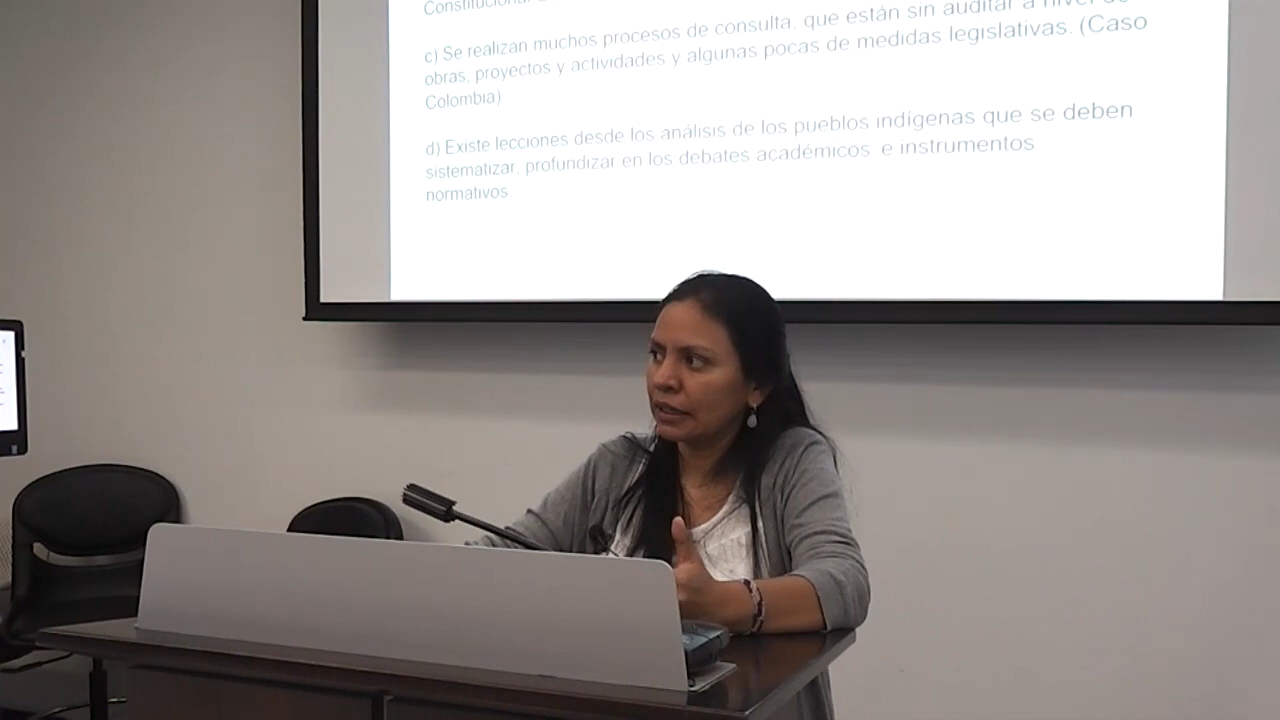 Constitucional
c) Se realizan muchos procesos de consulta, que están sin auditar a nivel de
obras, proyectos y actividades y algunas pocas de medidas legislativas. (Caso
Colombia)
d) Existe lecciones desde los análisis de los pueblos indígenas que se deben
sistematizar, profundizar en los debates académicos e instrumentos
normativos